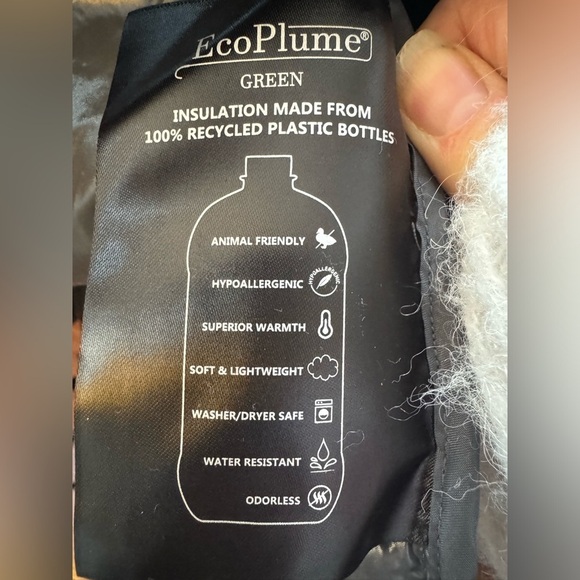 EcoPlume®
GREEN
INSULATION MADE FROM
100% RECYCLED PLASTIC BOTTLES
ANIMAL FRIENDLY
HYPOALLERGENIC
HYPOALLERGENIC
SUPERIOR WARMTH
SOFT & LIGHTWEIGHT
WASHER/DRYER SAFE
WATER RESISTANT
ODORLESS